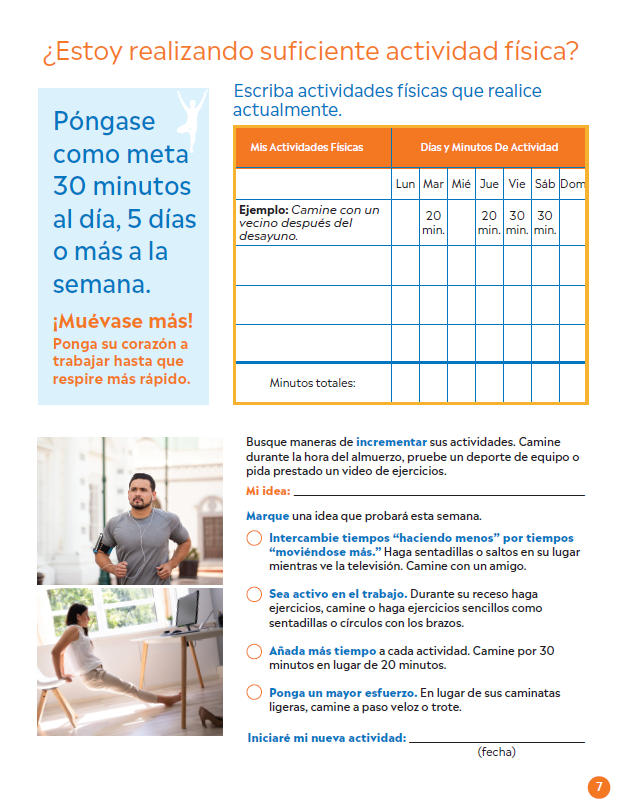 ¿Estoy realizando suficiente actividad física?
Póngase
como meta
30 minutos
al día, 5 días
o más a la
semana.
¡Muévase más!
Ponga su corazón a
trabajar hasta que
respire más rápido.
Escriba actividades físicas que realice
actualmente.
Mis Actividades Físicas Días y Minutos De Actividad
Lun Mar Mié Jue Vie Sáb Dom
Ejemplo: Camine con un
vecino después del
desayuno.
20 20 30 30
min. min. min. min.
Minutos totales:
Busque maneras de incrementar sus actividades. Camine
durante la hora del almuerzo, pruebe un deporte de equipo o
pida prestado un video de ejercicios.
Mi idea:
Marque una idea que probará esta semana.
Intercambie tiempos “haciendo menos” por tiempos
“moviéndose más.” Haga sentadillas o saltos en su lugar
mientras ve la televisión. Camine con un amigo.
Sea activo en el trabajo. Durante su receso haga
ejercicios, camine o haga ejercicios sencillos como
sentadillas o círculos con los brazos.
Añada más tiempo a cada actividad. Camine por 30
minutos en lugar de 20 minutos.
Ponga un mayor esfuerzo. En lugar de sus caminatas
ligeras, camine a paso veloz o trote.
Iniciaré mi nueva actividad:
(fecha)
7